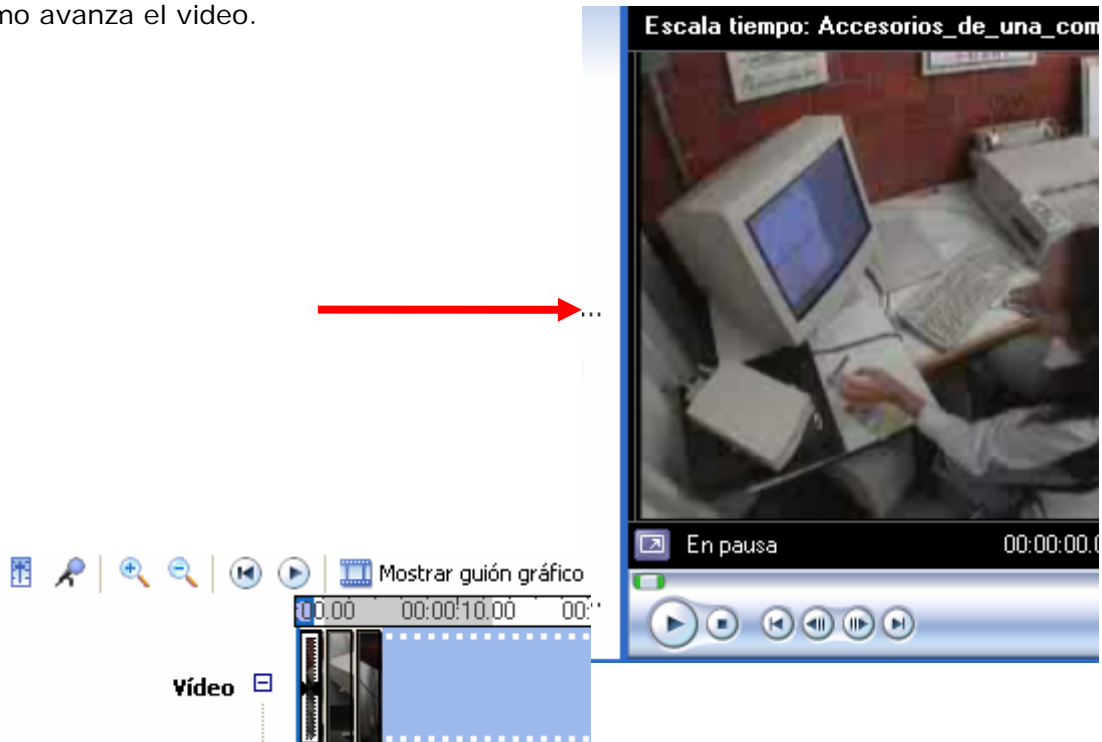 mo avanza el video.
Escala tiempo: Accesorios_de_una_com
...
En pausa 00:00:00.0
Mostrar guión gráfico
00.00 00:00:10.00 00:
Vídeo